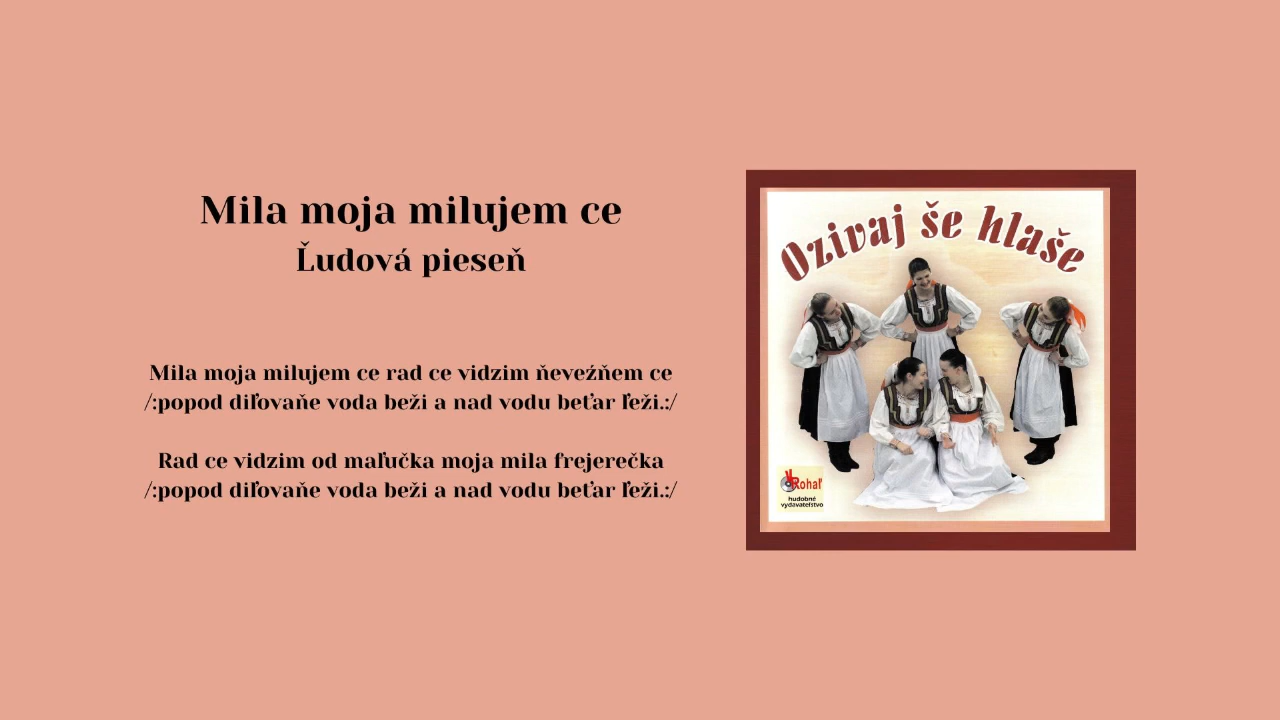 Mila moja milujem ce
Ľudová pieseň
Mila moja milujem ce rad ce vidzim ňeveźňem ce
/:popod diľovaňe voda beži a nad vodu beťar ľeži.:/
Rad ce vidzim od maľučka moja mila frejerečka
/:popod diľovaňe voda beži a nad vodu beťar ľeži.:/
Ozivaj še hlaše
Rohaľ
hudobné
vydavateľstvo